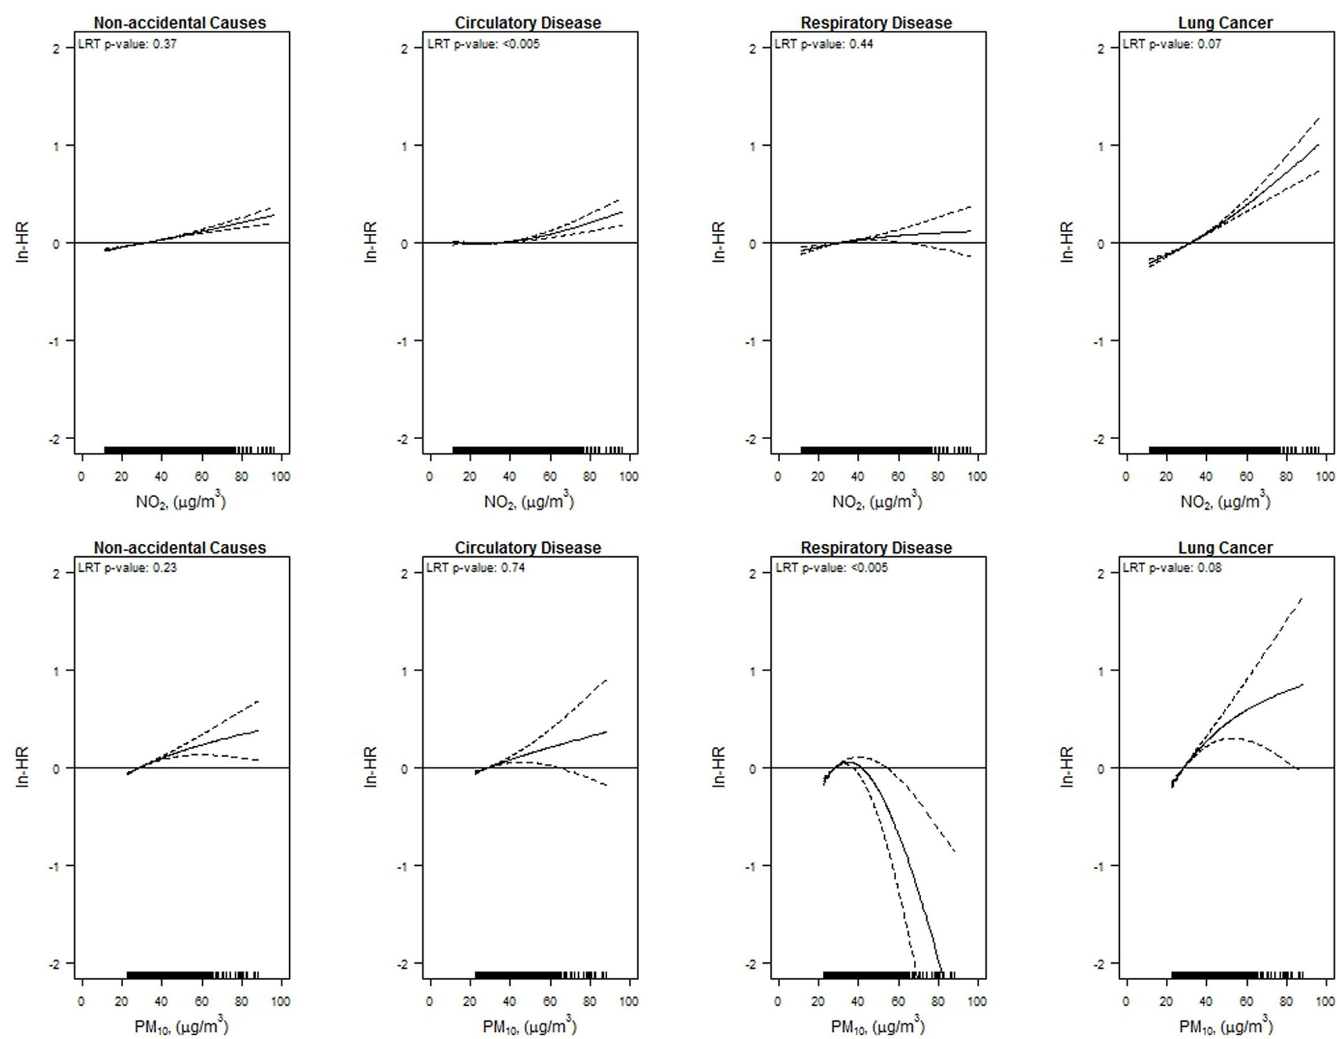 Non-accidental Causes
LRT p-value: 0.37
2
1
0
-1
-2
ln-HR
0 20 40 60 80 100
NO₂, (µg/m³)
Circulatory Disease
LRT p-value: <0.005
2
1
0
-1
-2
ln-HR
0 20 40 60 80 100
NO₂, (µg/m³)
Respiratory Disease
LRT p-value: 0.44
2
1
0
-1
-2
ln-HR
0 20 40 60 80 100
NO₂, (µg/m³)
Lung Cancer
LRT p-value: 0.07
2
1
0
-1
-2
ln-HR
0 20 40 60 80 100
NO₂, (µg/m³)
Non-accidental Causes
LRT p-value: 0.23
2
1
0
-1
-2
ln-HR
0 20 40 60 80 100
PM₁₀, (µg/m³)
Circulatory Disease
LRT p-value: 0.74
2
1
0
-1
-2
ln-HR
0 20 40 60 80 100
PM₁₀, (µg/m³)
Respiratory Disease
LRT p-value: <0.005
2
1
0
-1
-2
ln-HR
0 20 40 60 80 100
PM₁₀, (µg/m³)
Lung Cancer
LRT p-value: 0.08
2
1
0
-1
-2
ln-HR
0 20 40 60 80 100
PM₁₀, (µg/m³)